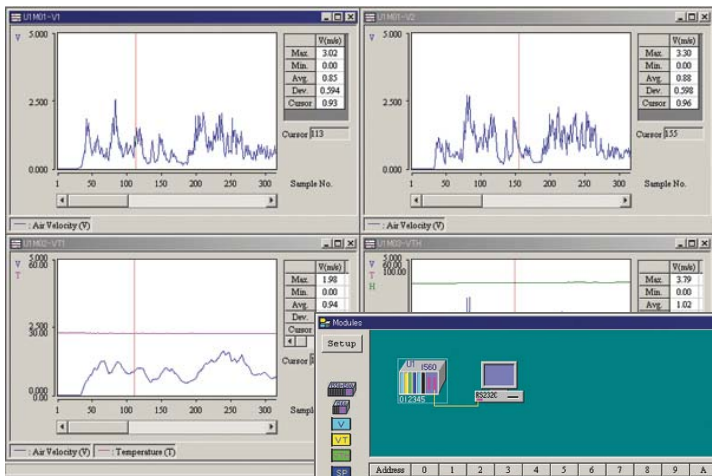 U1M01-V1
V 5.000
2.500
0.000
1 50 100 150 200 250 300
Sample No.
V(m/s)
Max. 3.02
Min. 0.00
Avg. 0.85
Dev. 0.594
Cursor 0.93
Cursor 113
: Air Velocity (V)
U1M01-V2
V 5.000
2.500
0.000
1 50 100 150 200 250 300
Sample No.
V(m/s)
Max. 3.30
Min. 0.00
Avg. 0.88
Dev. 0.598
Cursor 0.96
Cursor 155
: Air Velocity (V)
U1M02-VT1
5.000
V 60.00
T
2.500
30.00
0.000
0.00
1 50 100 150 200 250 300
V(m/s)
Max. 1.98
Min. 0.00
Avg. 0.94
Dev.
Cursor
Cursor
: Air Velocity (V) : Temperature (T)
U1M03-VTH
5.000
V 60.00
T 100.00
H
V(m/s)
Max. 3.79
Min. 0.00
Avg. 1.02
Modules
Setup
V
VT
SP
U1 1560
012345
RS232C
Address 0 1 2 3 4 5 6 7 8 9 A